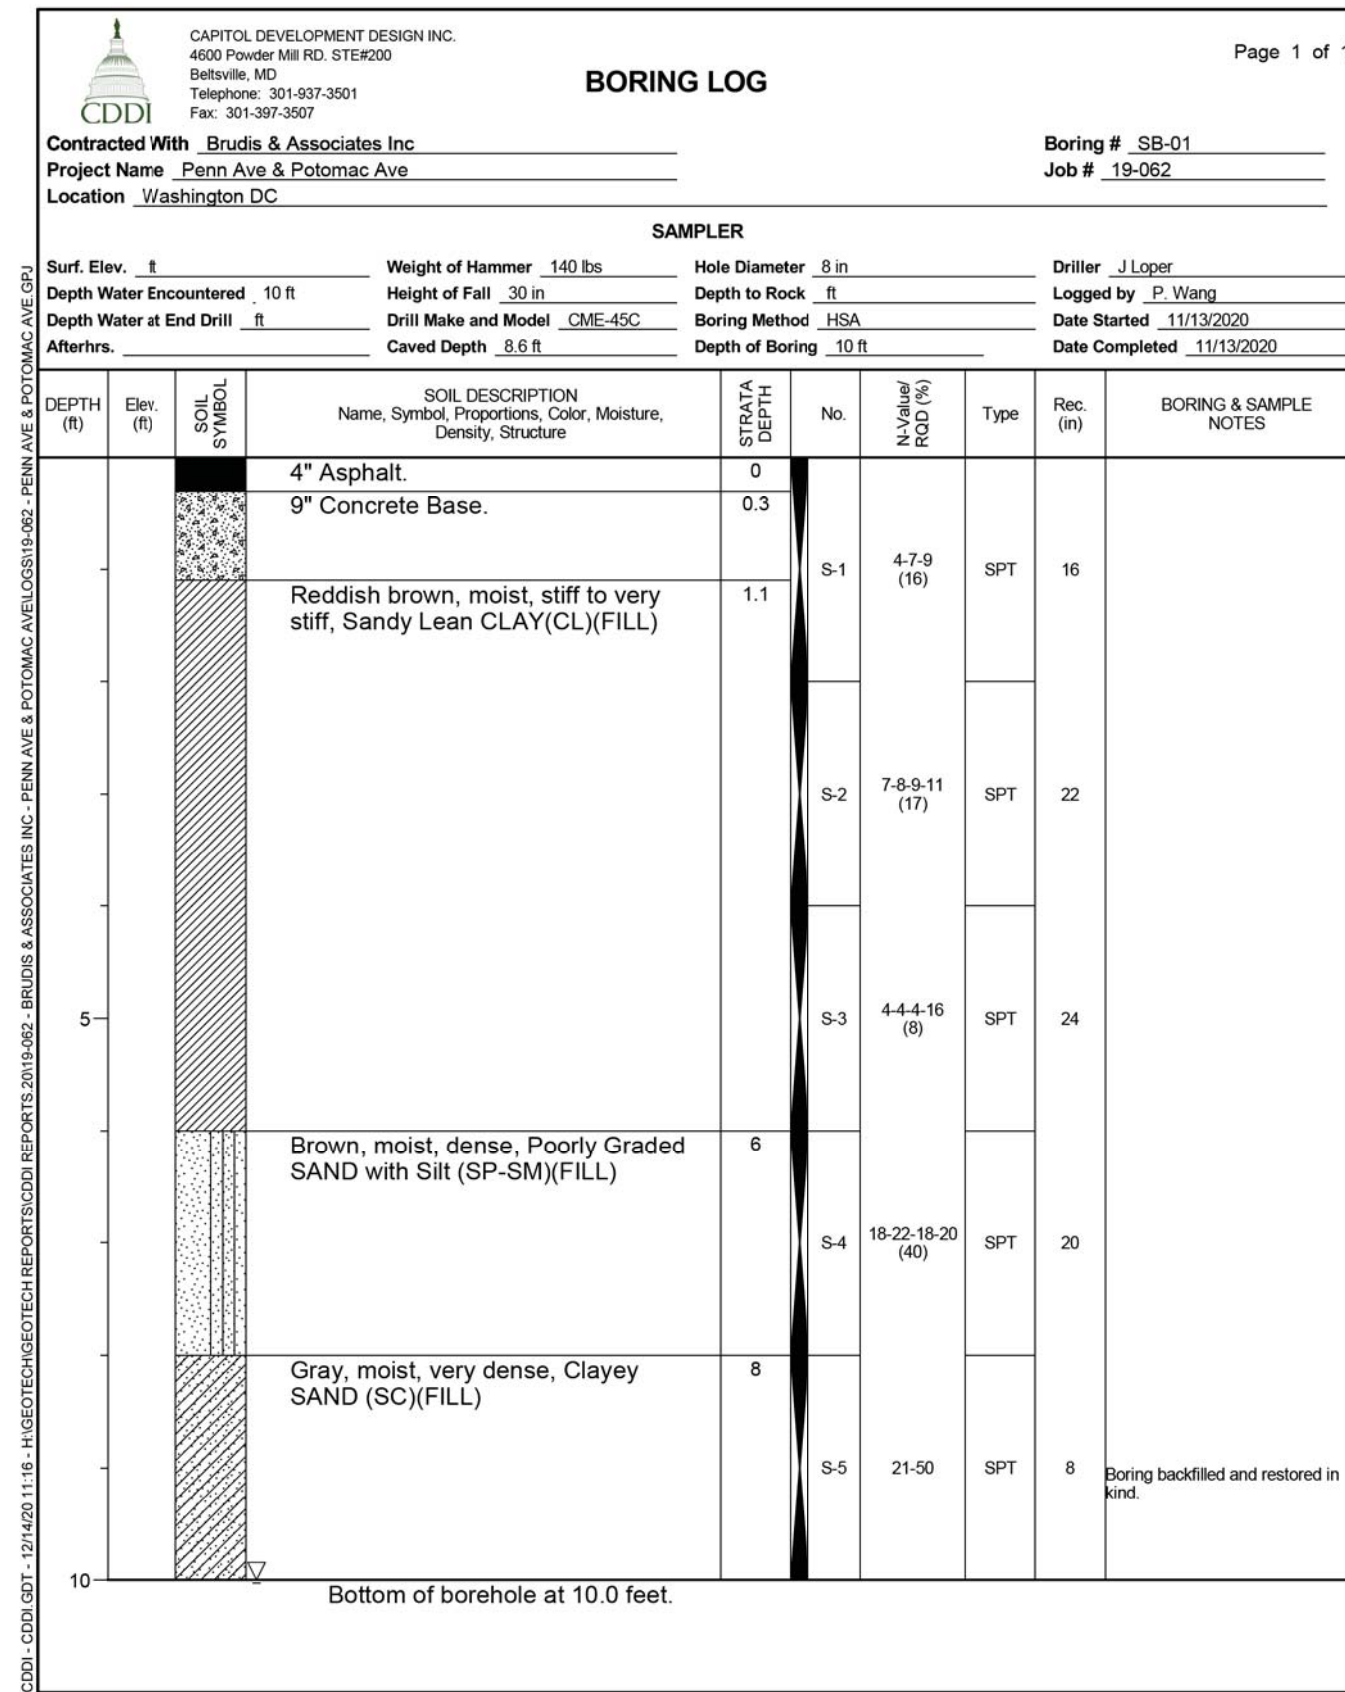 CAPITOL DEVELOPMENT DESIGN INC.
4600 Powder Mill RD. STE#200
Beltsville, MD
Telephone: 301-937-3501
Fax: 301-397-3507
CDDI
BORING LOG
Page 1 of 1
Contracted With Brudis & Associates Inc
Boring # SB-01
Project Name Penn Ave & Potomac Ave
Job # 19-062
Location Washington DC
SAMPLER
Surf. Elev. ft
Weight of Hammer 140 lbs
Hole Diameter 8 in
Driller J Loper
Depth Water Encountered 10 ft
Height of Fall 30 in
Depth to Rock ft
Logged by P. Wang
Depth Water at End Drill ft
Drill Make and Model CME-45C
Boring Method HSA
Date Started 11/13/2020
Afterhrs.
Caved Depth 8.6 ft
Depth of Boring 10 ft
Date Completed 11/13/2020
DEPTH
(ft)
Elev.
(ft)
SOIL
SYMBOL
SOIL DESCRIPTION
Name, Symbol, Proportions, Color, Moisture,
Density, Structure
STRATA
DEPTH
No.
N-Value/
RQD (%)
Type
Rec.
(in)
BORING & SAMPLE
NOTES
4" Asphalt.
0
9" Concrete Base.
0.3
S-1
4-7-9
(16)
SPT
16
Reddish brown, moist, stiff to very
stiff, Sandy Lean CLAY(CL)(FILL)
1.1
S-2
7-8-9-11
(17)
SPT
22
5
S-3
4-4-4-16
(8)
SPT
24
Brown, moist, dense, Poorly Graded
SAND with Silt (SP-SM)(FILL)
6
S-4
18-22-18-20
(40)
SPT
20
Gray, moist, very dense, Clayey
SAND (SC)(FILL)
8
S-5
21-50
SPT
8
Boring backfilled and restored in
kind.
10
Bottom of borehole at 10.0 feet.
CDDI - CDDI.GDT - 12/14/20 11:16 - H:\GEOTECH\GEOTECH REPORTS\CDDI REPORTS.20\19-062 - BRUDIS & ASSOCIATES INC - PENN AVE & POTOMAC AVE\LOGS\19-062 - PENN AVE & POTOMAC AVE.GPJ